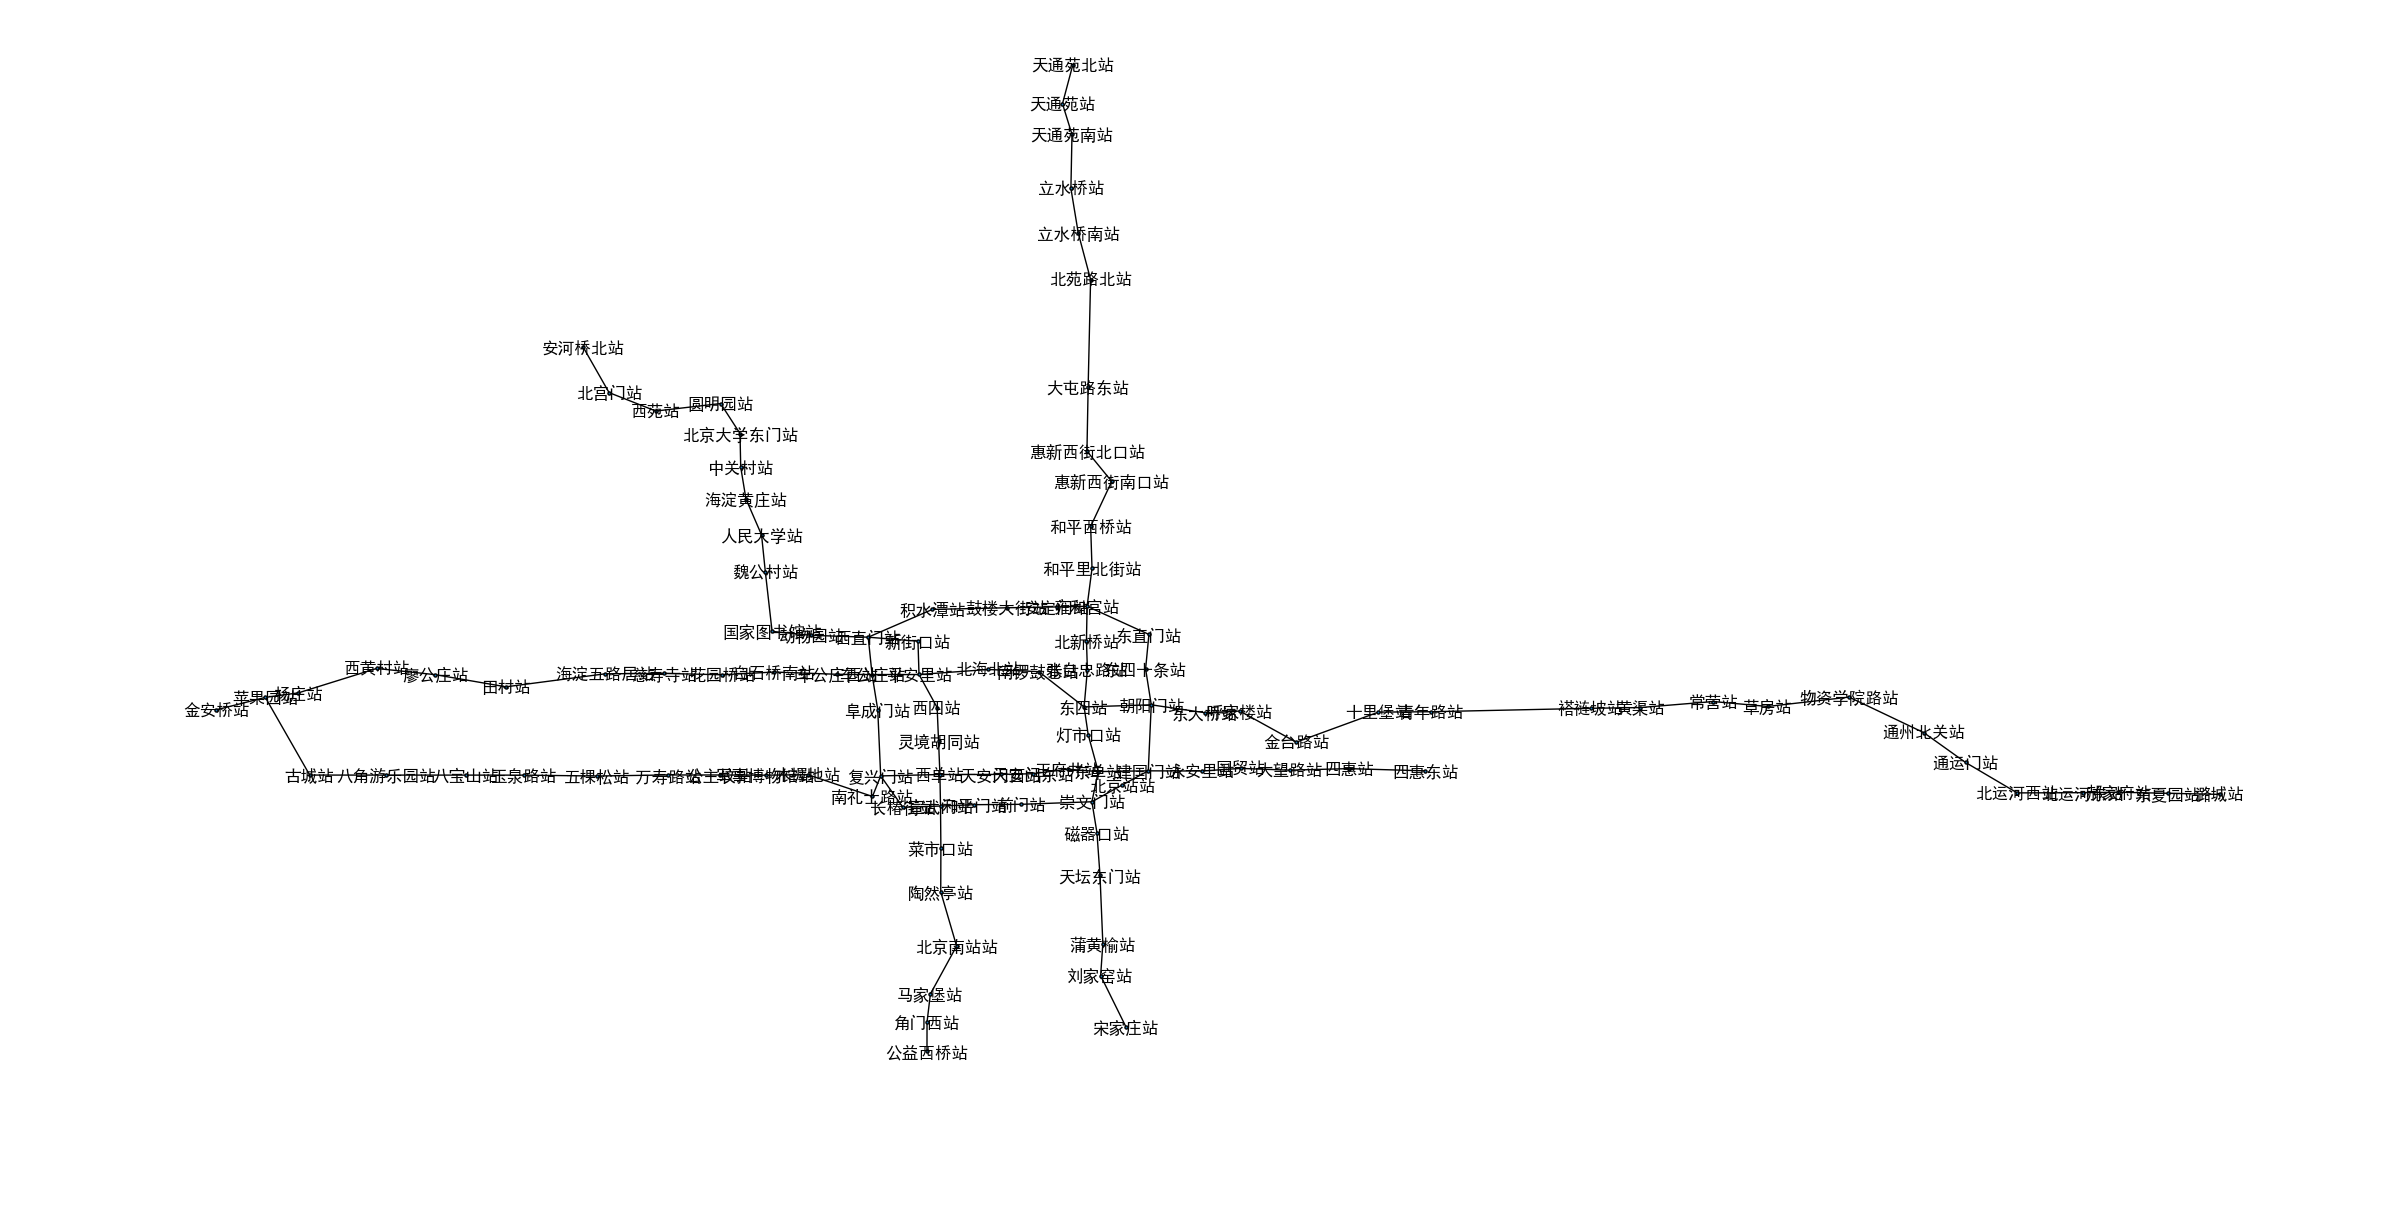 天通苑北站
天通苑站
天通苑南站
立水桥站
立水桥南站
北苑路北站
安河桥北站
大屯路东站
北宫门站
圆明园站
西苑站
北京大学东门站
惠新西街北口站
中关村站
惠新西街南口站
海淀黄庄站
和平西桥站
人民大学站
和平里北街站
魏公村站
积水潭站
鼓楼大街站
安定门站
雍和宫站
国家图书馆站
动物园站
西直门站
新街口站
北新桥站
东直门站
西黄村站
廖公庄站
田村站
海淀五路居站
慈寿寺站
花园桥站
白石桥南站
车公庄西站
车公庄站
平安里站
北海北站
南锣鼓巷站
张自忠路站
东四十条站
金安桥站
苹果园站
杨庄站
阜成门站
西四站
东四站
朝阳门站
东大桥站
呼家楼站
十里堡站
青年路站
褡裢坡站
黄渠站
常营站
草房站
物资学院路站
灵境胡同站
灯市口站
金台路站
通州北关站
通运门站
古城站
八角游乐园站
八宝山站
玉泉路站
五棵松站
万寿路站
公主坟站
军事博物馆站
木樨地站
复兴门站
西单站
天安门西站
天安门东站
王府井站
东单站
建国门站
永安里站
国贸站
大望路站
四惠站
四惠东站
北京站站
南礼士路站
长椿街站
宣武门站
和平门站
前门站
崇文门站
北运河西站
北运河东站
郝家府站
东夏园站
潞城站
磁器口站
菜市口站
天坛东门站
陶然亭站
北京南站站
蒲黄榆站
刘家窑站
马家堡站
角门西站
宋家庄站
公益西桥站